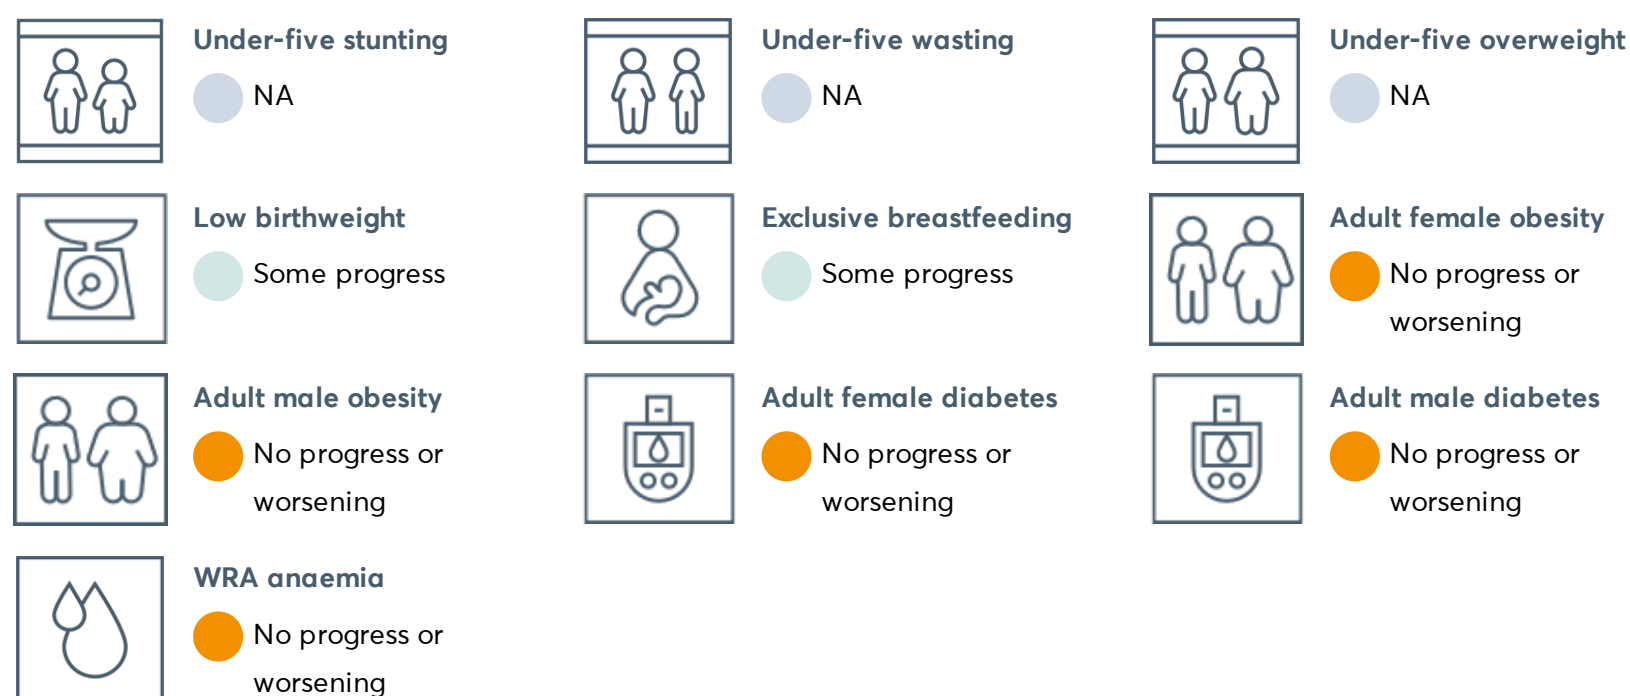 Under-five stunting
NA
Under-five wasting
NA
Under-five overweight
NA
Low birthweight
Some progress
Exclusive breastfeeding
Some progress
Adult female obesity
No progress or
worsening
Adult male obesity
No progress or
worsening
Adult female diabetes
No progress or
worsening
Adult male diabetes
No progress or
worsening
WRA anaemia
No progress or
worsening